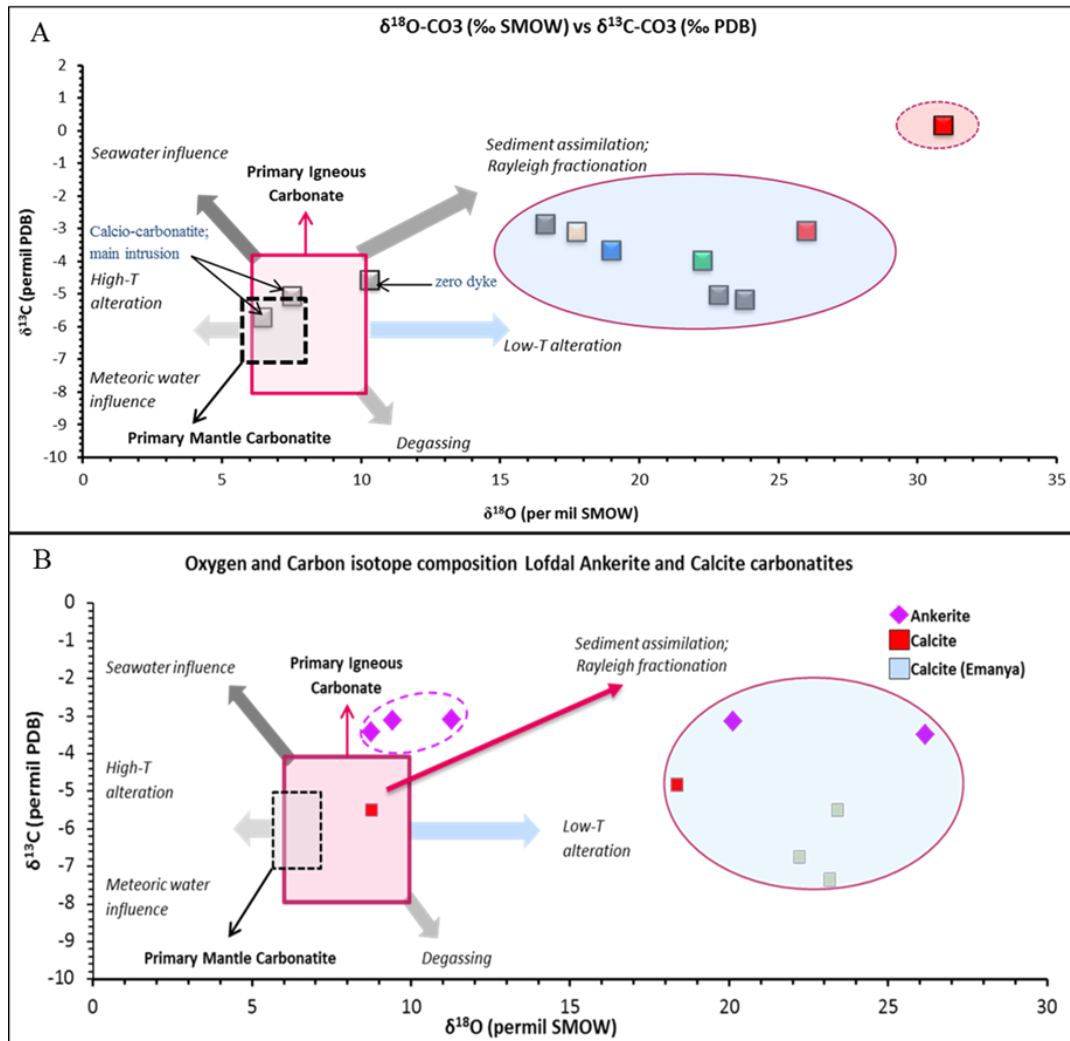 A
δ18O-CO3 (‰ SMOW) vs δ13C-CO3 (‰ PDB)
2
1
0
-1
-2
-3
-4
-5
-6
-7
-8
-9
-10
δ13C (permil PDB)
Seawater influence
Primary Igneous
Carbonate
Sediment assimilation;
Rayleigh fractionation
Calcio-carbonatite;
main intrusion
High-T
alteration
zero dyke
Low-T alteration
Meteoric water
influence
Primary Mantle Carbonatite
Degassing
0
5
10
15
20
25
30
35
δ18O (per mil SMOW)
B
Oxygen and Carbon isotope composition Lofdal Ankerite and Calcite carbonatites
0
-1
-2
-3
-4
-5
-6
-7
-8
-9
-10
δ13C (permil PDB)
Ankerite
Calcite
Calcite (Emanya)
Seawater influence
Primary Igneous
Carbonate
Sediment assimilation;
Rayleigh fractionation
High-T
alteration
Low-T
alteration
Meteoric water
influence
Primary Mantle Carbonatite
Degassing
0
5
10
15
20
25
30
δ18O (permil SMOW)